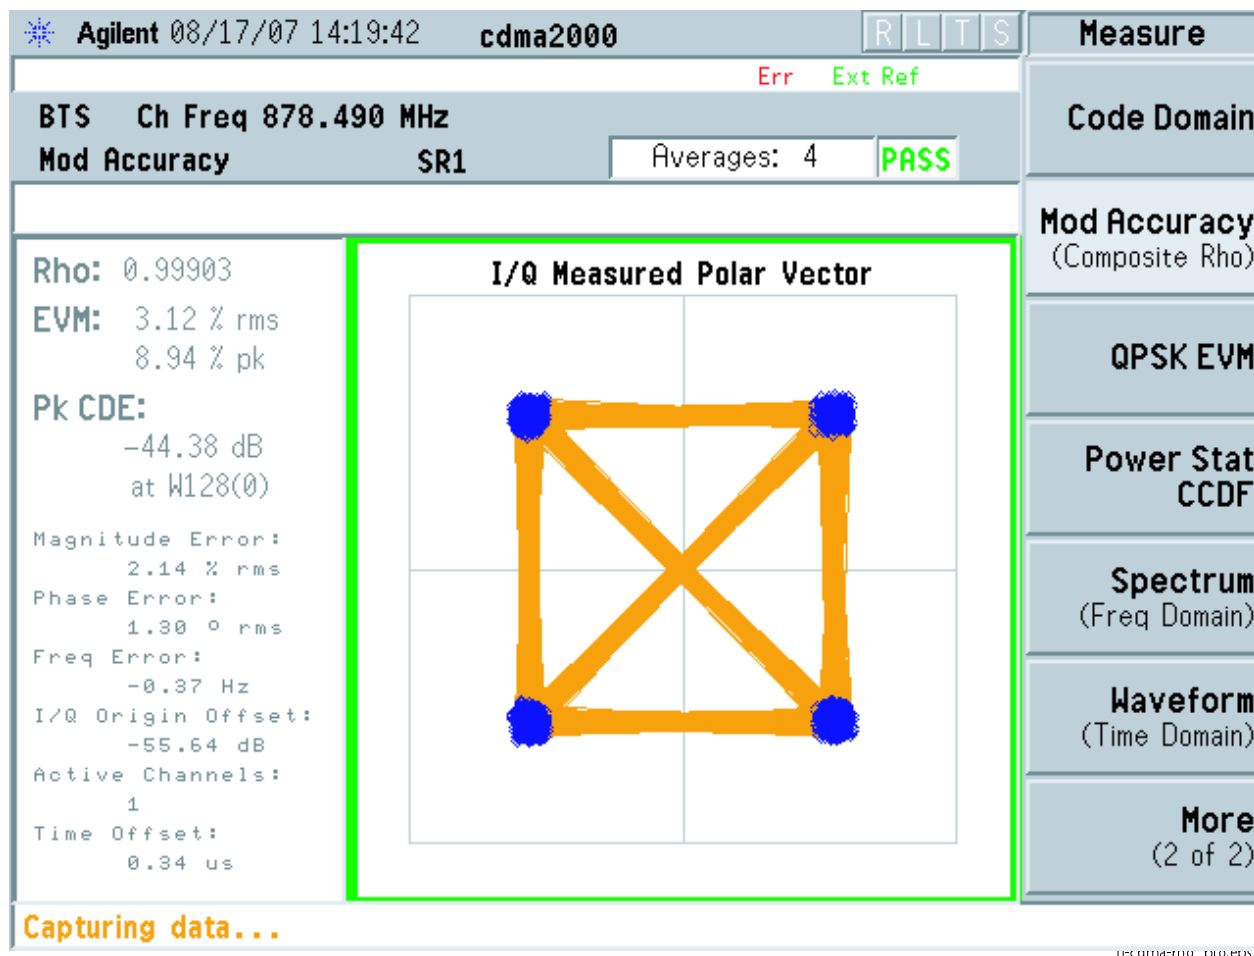 Agilent 08/17/07 14:19:42 cdma2000 R L T S
Measure
Err Ext Ref
BTS Ch Freq 878.490 MHz
Mod Accuracy SR1 Averages: 4 PASS
Rho: 0.99903
EVM: 3.12 % rms
8.94 % pk
Pk CDE:
-44.38 dB
at W128(0)
Magnitude Error:
2.14 % rms
Phase Error:
1.30 º rms
Freq Error:
-0.37 Hz
I/Q Origin Offset:
-55.64 dB
Active Channels:
1
Time Offset:
0.34 us
I/Q Measured Polar Vector
Code Domain
Mod Accuracy
(Composite Rho)
QPSK EVM
Power Stat
CCDF
Spectrum
(Freq Domain)
Waveform
(Time Domain)
More
(2 of 2)
Capturing data...